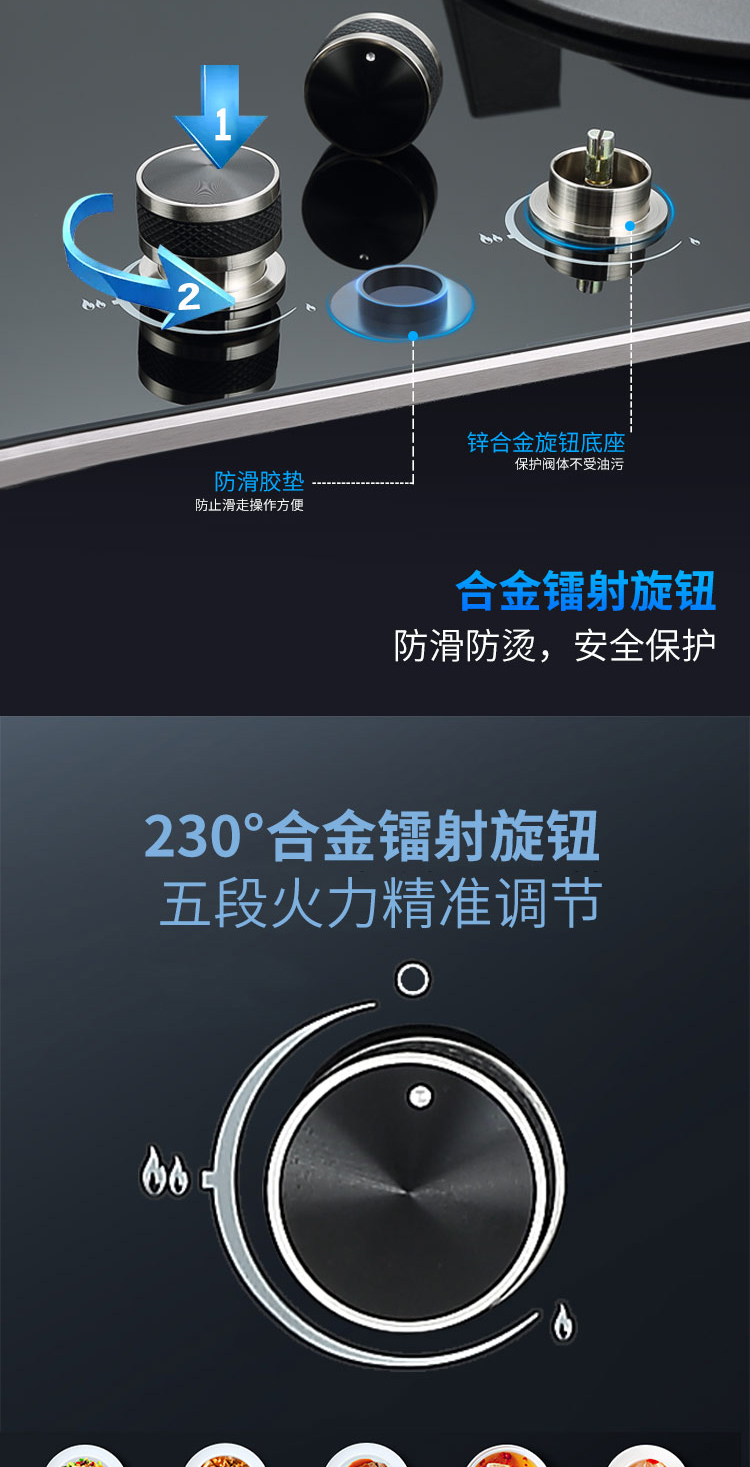 1
2
锌合金旋钮底座
保护阀体不受油污
防滑胶垫
防止滑走操作方便
合金镭射旋钮
防滑防烫，安全保护
230°合金镭射旋钮
五段火力精准调节